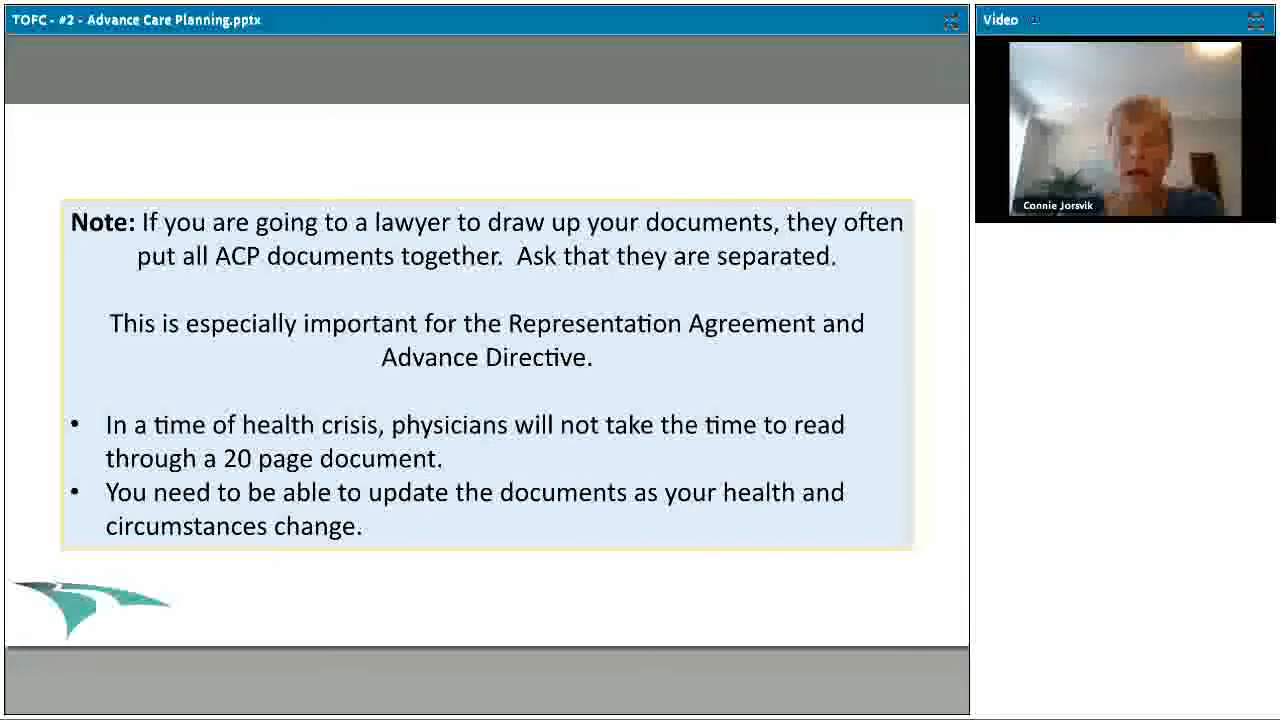 TOFC - #2 - Advance Care Planning.pptx
Video
Connie Jorsvik
Note: If you are going to a lawyer to draw up your documents, they often
put all ACP documents together. Ask that they are separated.
This is especially important for the Representation Agreement and
Advance Directive.
• In a time of health crisis, physicians will not take the time to read
through a 20 page document.
• You need to be able to update the documents as your health and
circumstances change.